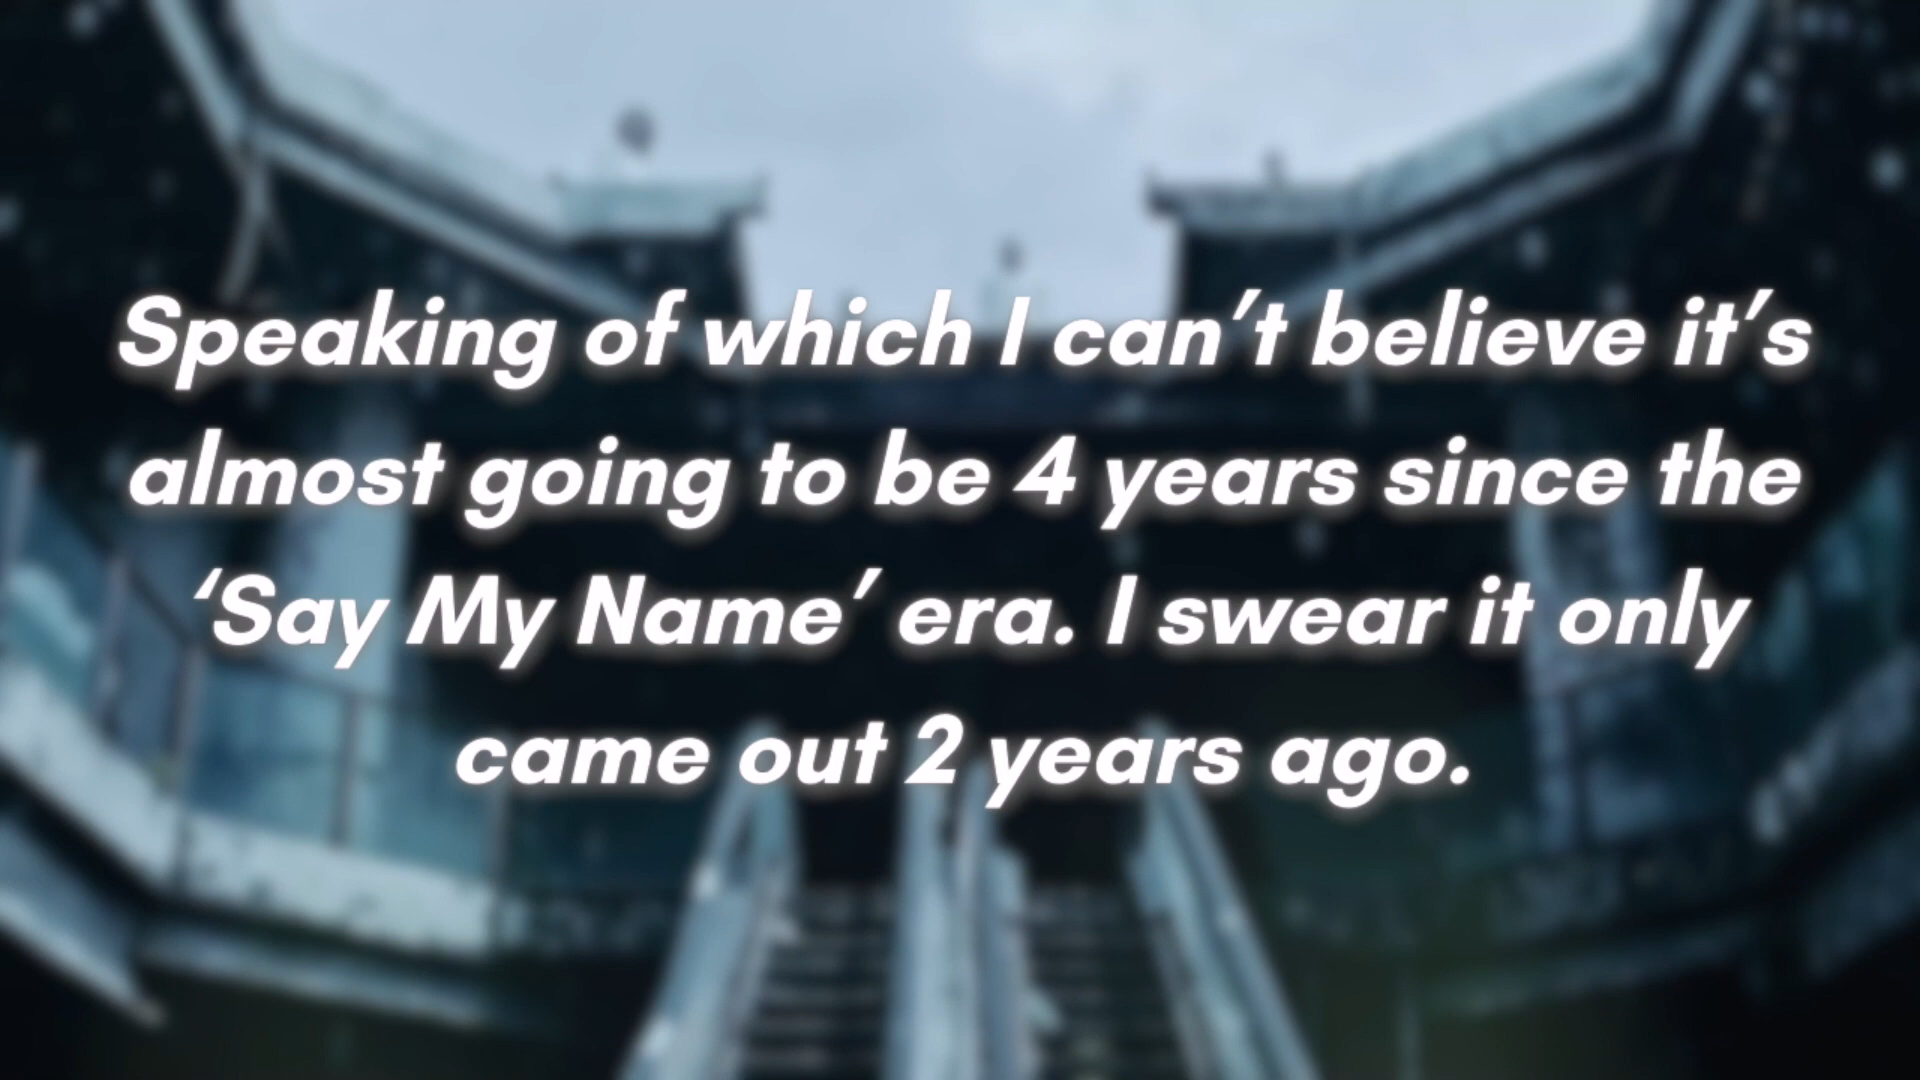 Speaking of which I can’t believe it’s
almost going to be 4 years since the
‘Say My Name’ era. I swear it only
came out 2 years ago.